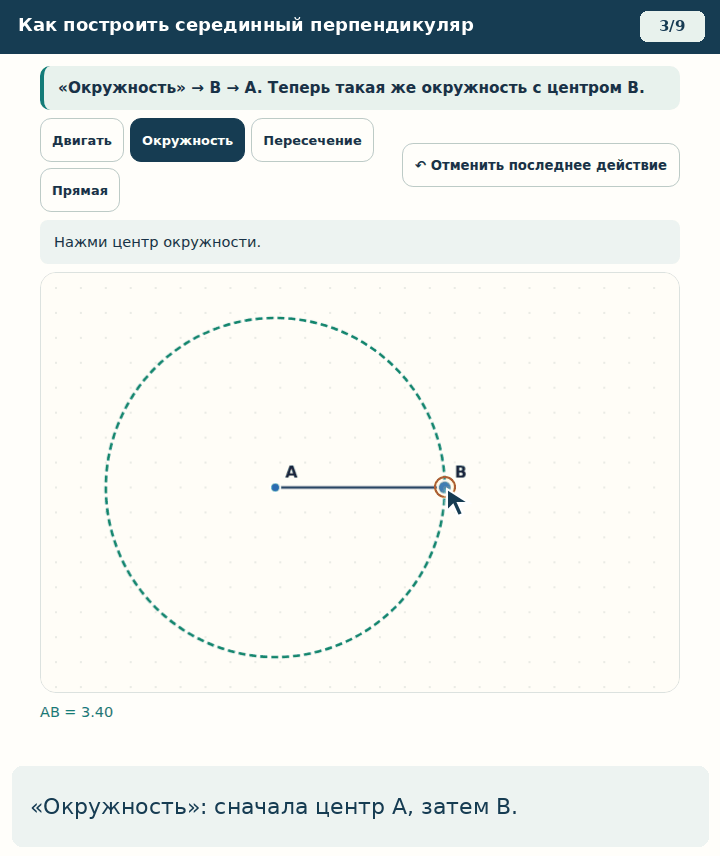 Как построить серединный перпендикуляр
3/9
«Окружность» → B → A. Теперь такая же окружность с центром B.
Двигать
Окружность
Пересечение
Прямая
↶ Отменить последнее действие
Нажми центр окружности.
A
B
AB = 3.40
«Окружность»: сначала центр A, затем B.